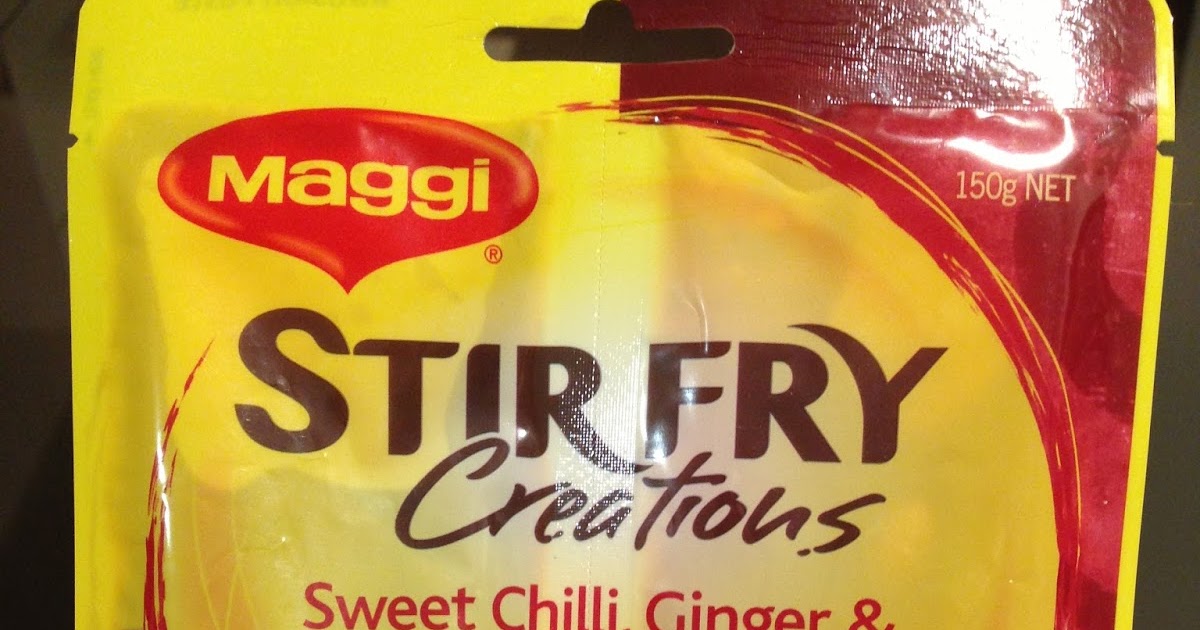 Maggi
®
150g NET
STIR FRY
Creations
Sweet Chilli, Ginger &